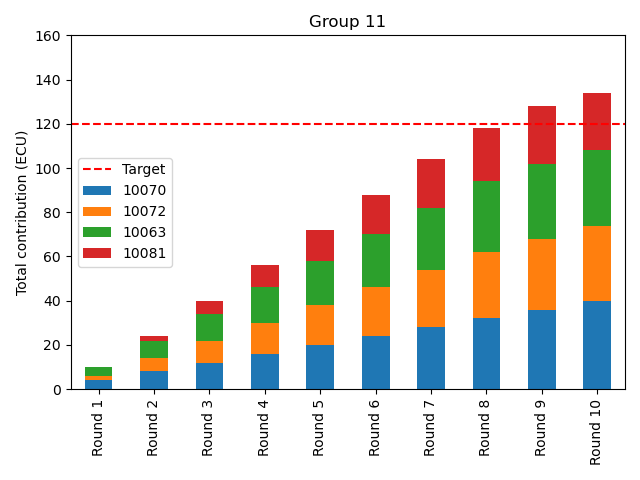 Group 11
Total contribution (ECU)
160
140
120
100
80
60
40
20
0
Target
10070
10072
10063
10081
Round 1
Round 2
Round 3
Round 4
Round 5
Round 6
Round 7
Round 8
Round 9
Round 10